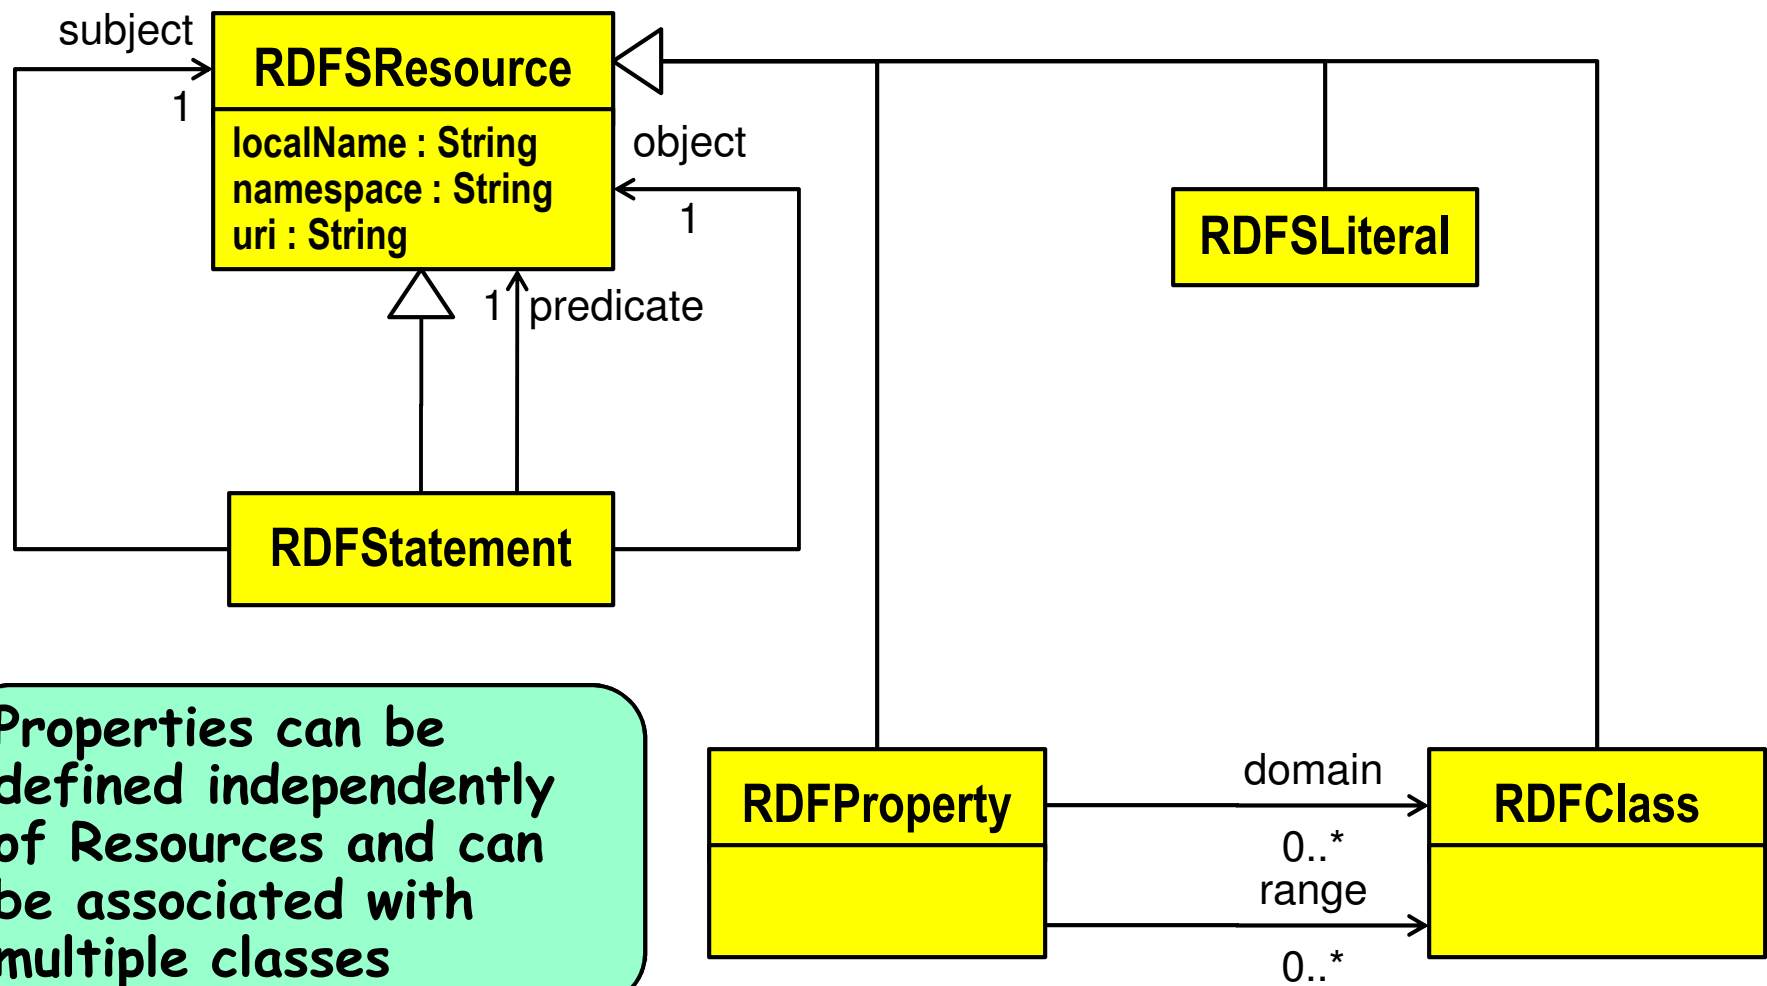 subject
1
RDFSResource
localName : String
namespace : String
uri : String
object
1
1
predicate
RDFSLiteral
RDFStatement
Properties can be
defined independently
of Resources and can
be associated with
multiple classes
RDFProperty
domain
0..*
range
0..*
RDFClass